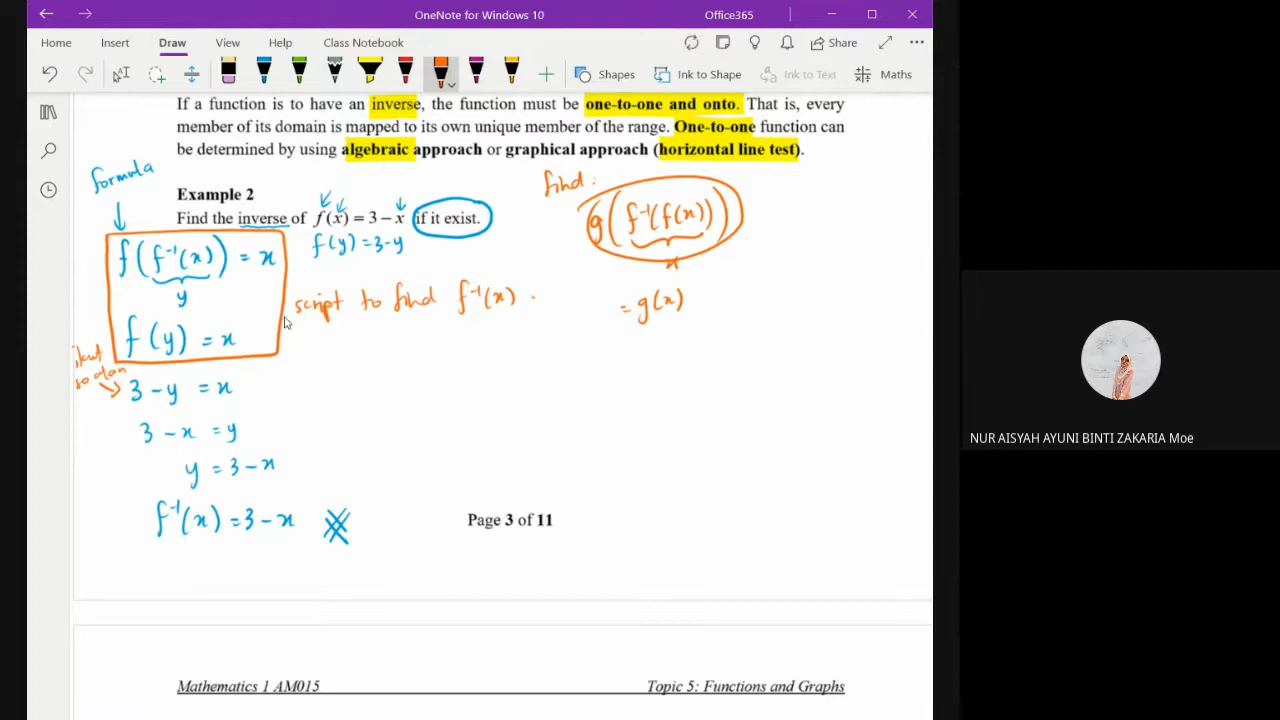 OneNote for Windows 10
Office365
Home Insert Draw View Help Class Notebook
Share
Shapes
Ink to Shape
Ink to Text
Maths
If a function is to have an inverse, the function must be one-to-one and onto. That is, every
member of its domain is mapped to its own unique member of the range. One-to-one function can
be determined by using algebraic approach or graphical approach (horizontal line test).
formula
Example 2
Find the inverse of f(x) = 3 − x if it exist.
f(y) = 3-y
find:
g(f⁻¹(f(x)))
x
= g(x)
f(f⁻¹(x)) = x
y
f(y) = x
script to find f⁻¹(x).
ikut
soalan
3 - y = x
3 - x = y
y = 3 - x
f⁻¹(x) = 3 - x
Page 3 of 11
Mathematics 1 AM015
Topic 5: Functions and Graphs
NUR AISYAH AYUNI BINTI ZAKARIA Moe